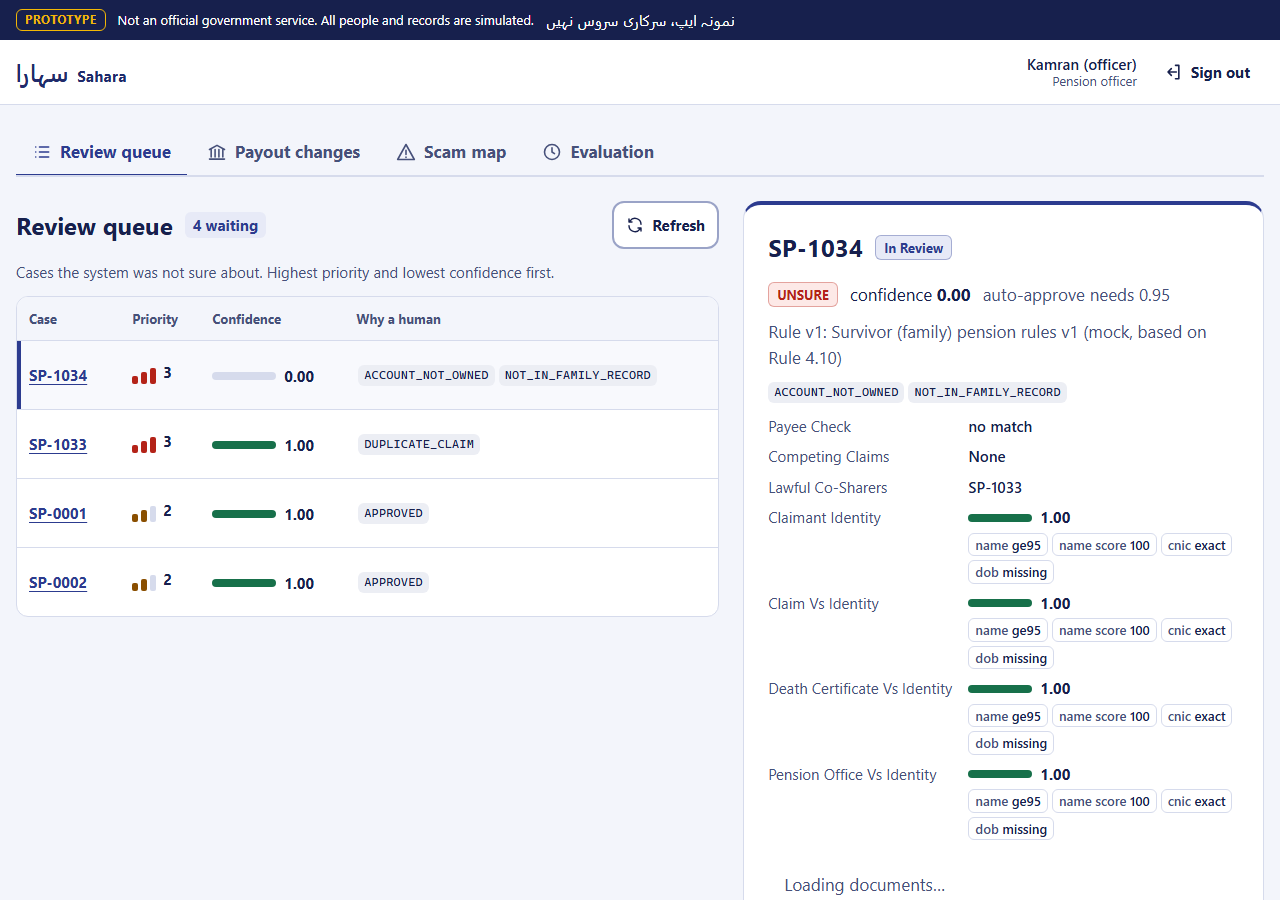 PROTOTYPE Not an official government service. All people and records are simulated. نمونہ ایپ، سرکاری سروس نہیں
سہارا Sahara
Kamran (officer)
Pension officer
Sign out
Review queue Payout changes Scam map Evaluation
Review queue 4 waiting Refresh
Cases the system was not sure about. Highest priority and lowest confidence first.
Case Priority Confidence Why a human
SP-1034 3 0.00 ACCOUNT_NOT_OWNED NOT_IN_FAMILY_RECORD
SP-1033 3 1.00 DUPLICATE_CLAIM
SP-0001 2 1.00 APPROVED
SP-0002 2 1.00 APPROVED
SP-1034 In Review
UNSURE confidence 0.00 auto-approve needs 0.95
Rule v1: Survivor (family) pension rules v1 (mock, based on
Rule 4.10)
ACCOUNT_NOT_OWNED NOT_IN_FAMILY_RECORD
Payee Check no match
Competing Claims None
Lawful Co-Sharers SP-1033
Claimant Identity 1.00
name ge95 name score 100 cnic exact
dob missing
Claim Vs Identity 1.00
name ge95 name score 100 cnic exact
dob missing
Death Certificate Vs Identity 1.00
name ge95 name score 100 cnic exact
dob missing
Pension Office Vs Identity 1.00
name ge95 name score 100 cnic exact
dob missing
Loading documents...